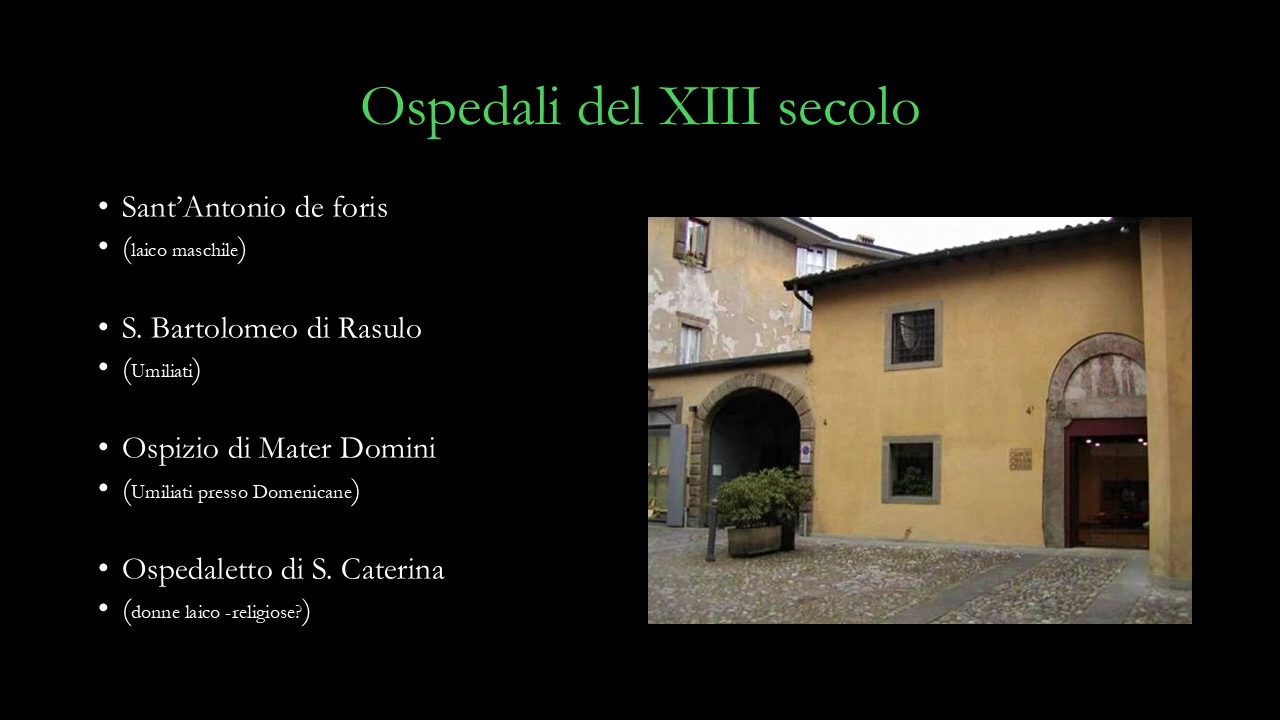 Ospedali del XIII secolo
• Sant’Antonio de foris
• (laico maschile)
• S. Bartolomeo di Rasulo
• (Umiliati)
• Ospizio di Mater Domini
• (Umiliati presso Domenicane)
• Ospedaletto di S. Caterina
• (donne laico -religiose?)